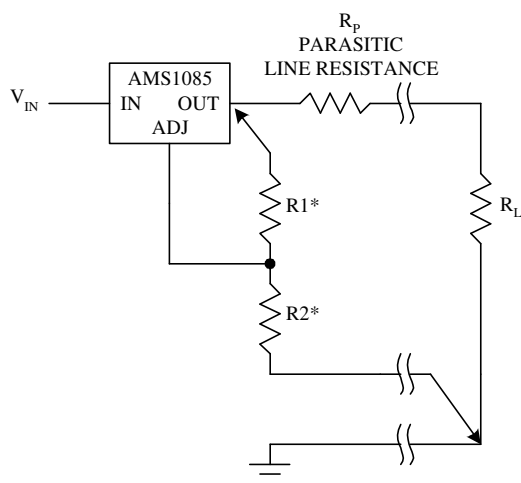 R_P
PARASITIC
LINE RESISTANCE
AMS1085
V_IN
IN OUT
ADJ
R1*
R_L
R2*